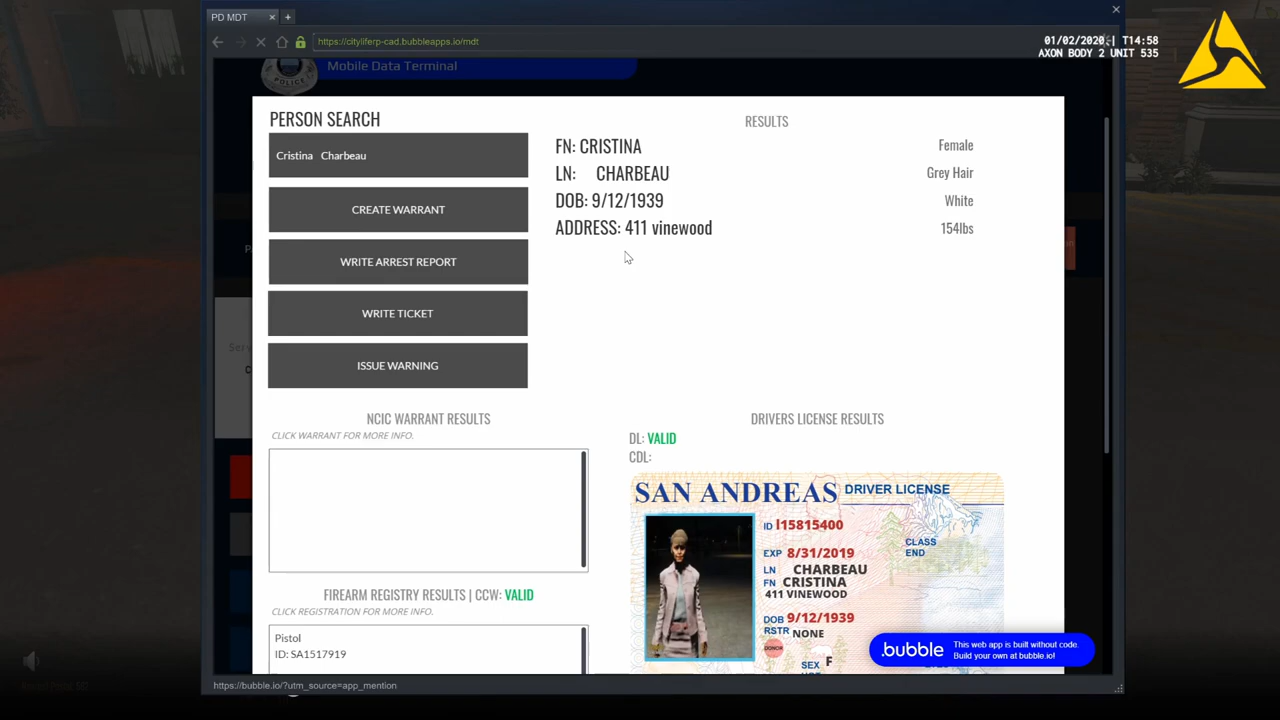 PD MDT
https://cityliferp-cad.bubbleapps.io/mdt
01/02/2020 | T14:58
AXON BODY 2 UNIT 535
POLICE
Mobile Data Terminal
PERSON SEARCH
Cristina Charbeau
CREATE WARRANT
WRITE ARREST REPORT
WRITE TICKET
ISSUE WARNING
RESULTS
FN: CRISTINA
LN: CHARBEAU
DOB: 9/12/1939
ADDRESS: 411 vinewood
Female
Grey Hair
White
154lbs
NCIC WARRANT RESULTS
CLICK WARRANT FOR MORE INFO.
FIREARM REGISTRY RESULTS | CCW: VALID
CLICK REGISTRATION FOR MORE INFO.
Pistol
ID: SA1517919
DRIVERS LICENSE RESULTS
DL: VALID
CDL:
SAN ANDREAS DRIVER LICENSE
ID I15815400
EXP 8/31/2019
LN CHARBEAU
FN CRISTINA
411 VINEWOOD
DOB 9/12/1939
RSTR NONE
CLASS
END
DONOR
SEX F
.bubble
This web app is built without code.
Build your own at bubble.io!
https://bubble.io/?utm_source=app_mention